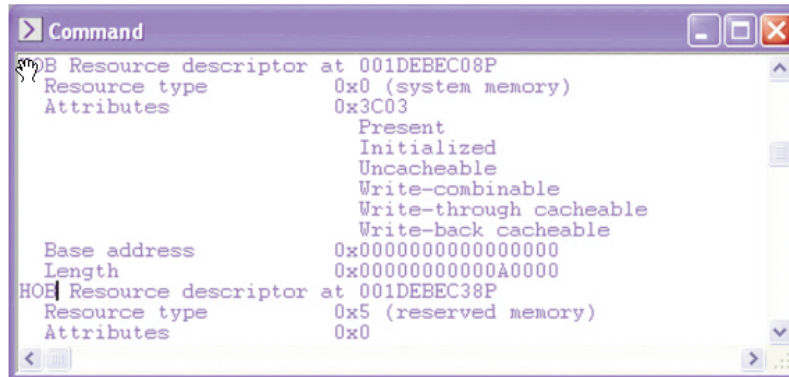 Command
HOB Resource descriptor at 001DEBEC08P
Resource type 0x0 (system memory)
Attributes 0x3C03
Present
Initialized
Uncacheable
Write-combinable
Write-through cacheable
Write-back cacheable
Base address 0x0000000000000000
Length 0x00000000000A0000
HOB Resource descriptor at 001DEBEC38P
Resource type 0x5 (reserved memory)
Attributes 0x0